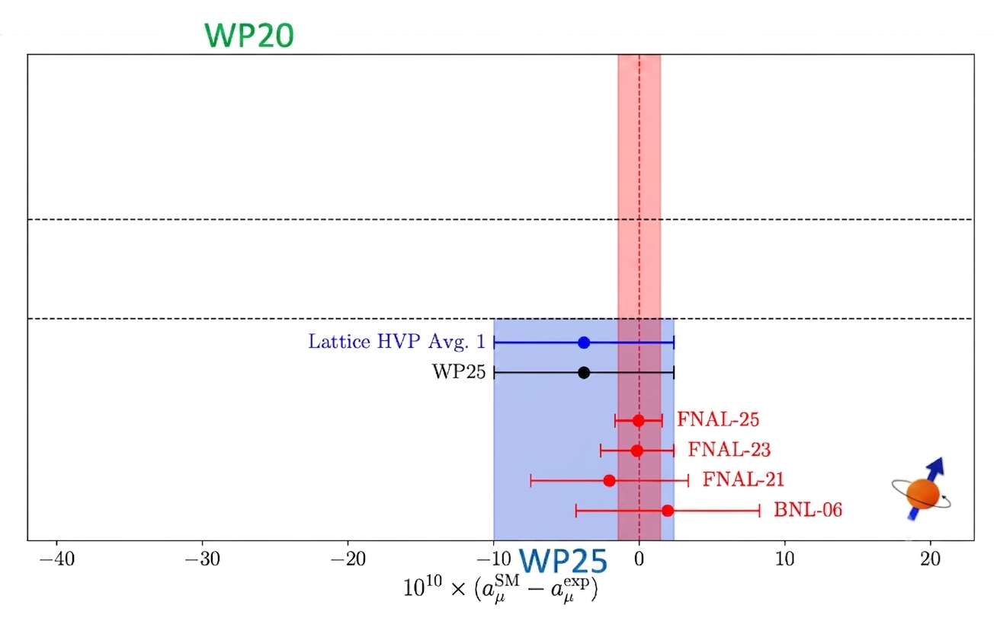 WP20
Lattice HVP Avg. 1
WP25
FNAL-25
FNAL-23
FNAL-21
BNL-06
−40 −30 −20 −10 0 10 20
WP25
10^{10} × (a_μ^{SM} − a_μ^{exp})